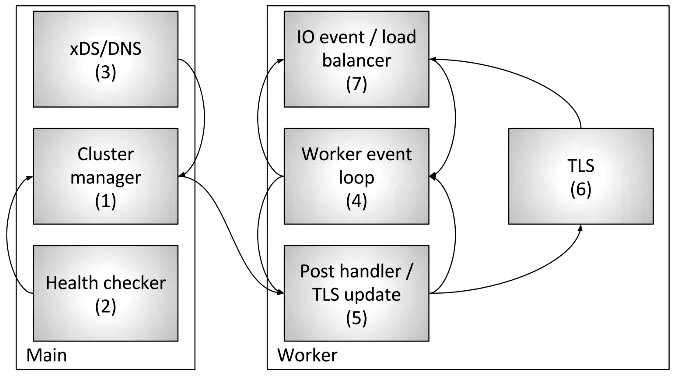 xDS/DNS
(3)
Cluster
manager
(1)
Health checker
(2)
Main
IO event / load
balancer
(7)
Worker event
loop
(4)
Post handler /
TLS update
(5)
TLS
(6)
Worker